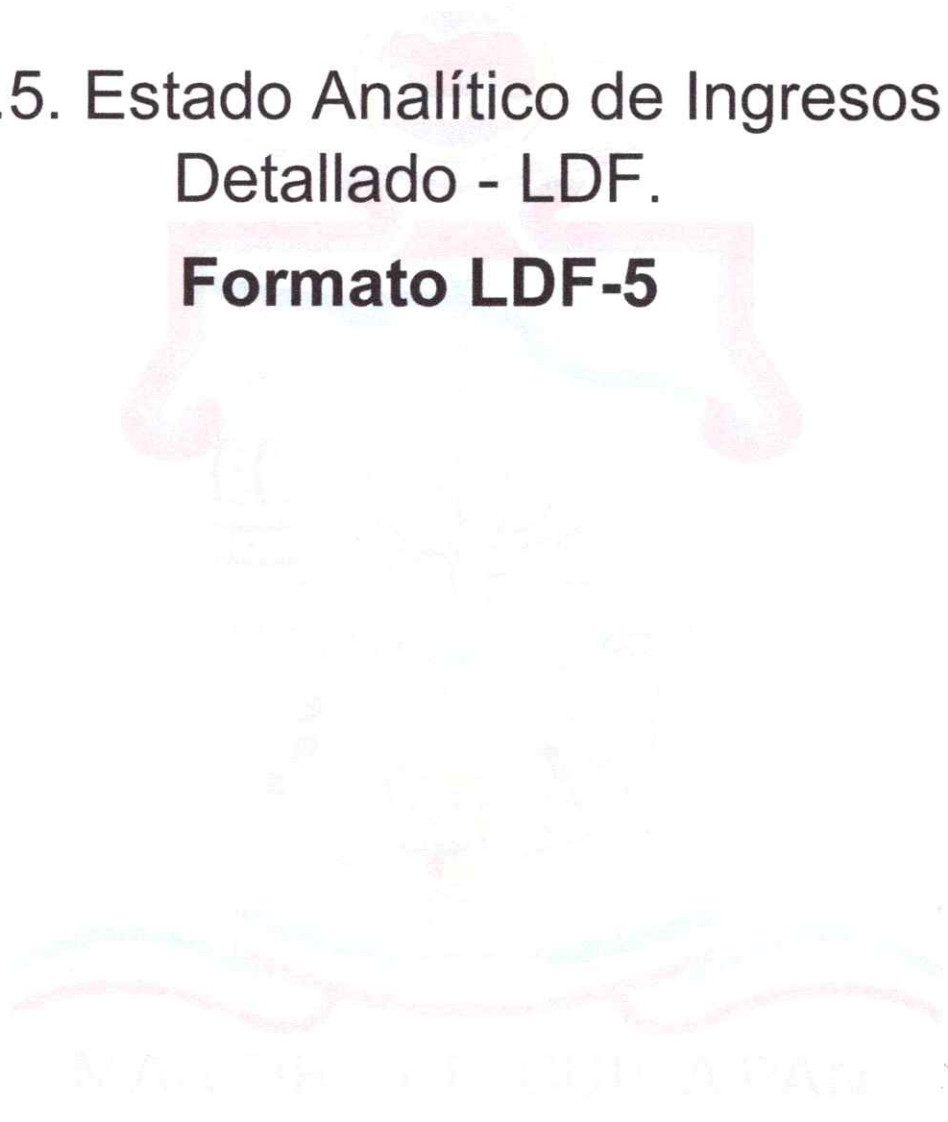 .5. Estado Analítico de Ingresos
Detallado - LDF.
Formato LDF-5